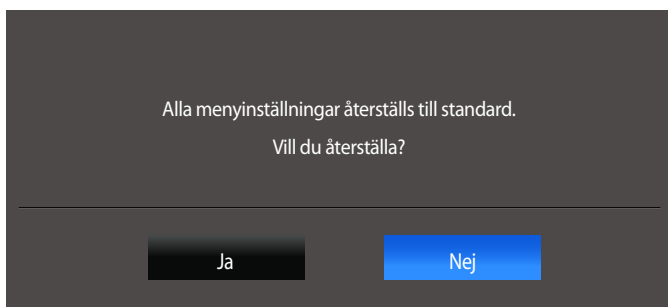 Alla menyinställningar återställs till standard.
Vill du återställa?
Ja
Nej